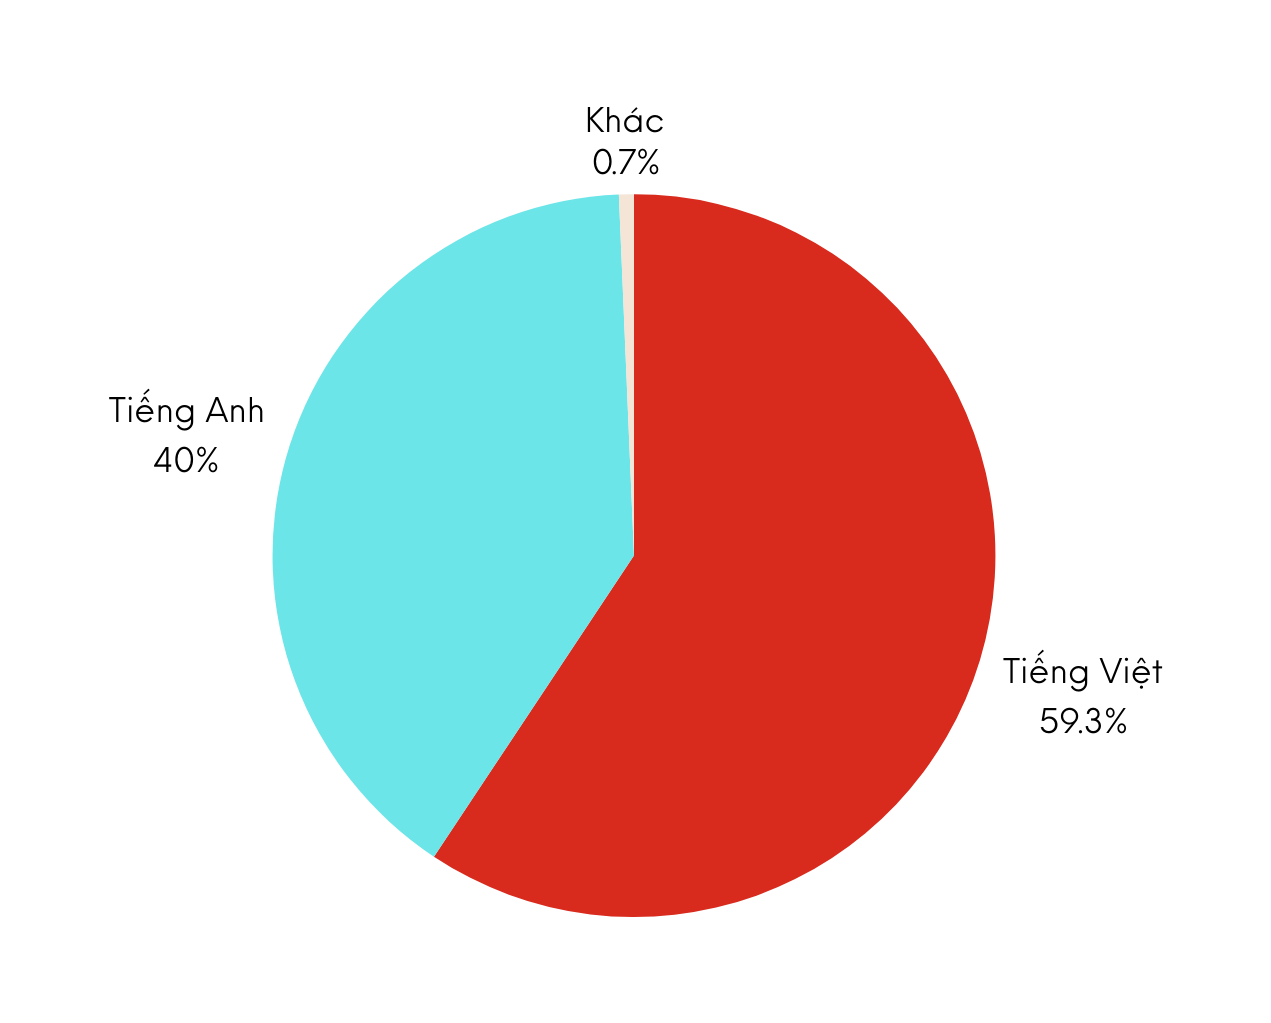 Khác
0.7%
Tiếng Anh
40%
Tiếng Việt
59.3%